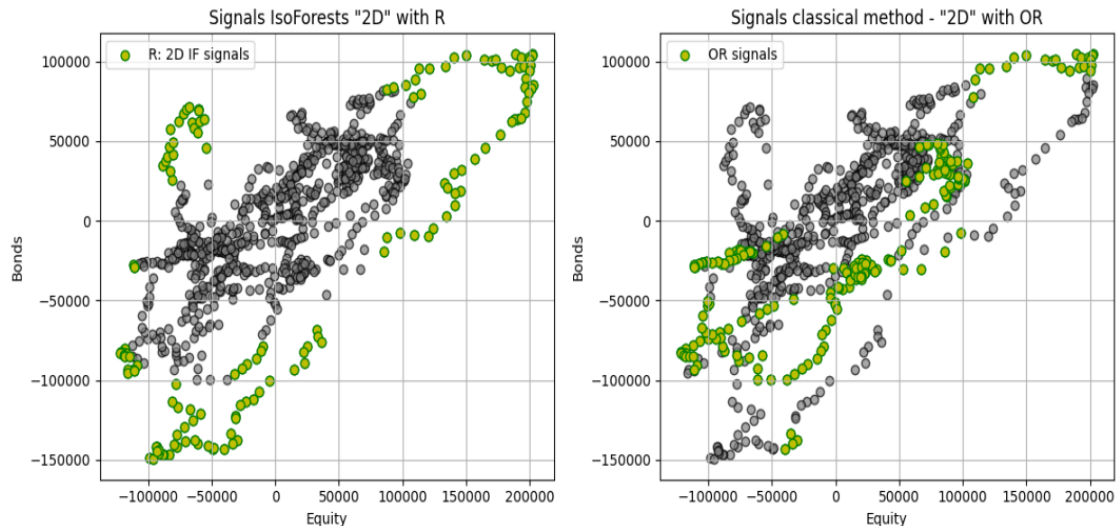 Signals IsoForests "2D" with R
R: 2D IF signals
100000
50000
0
−50000
−100000
−150000
Bonds
−100000 −50000 0 50000 100000 150000 200000
Equity
Signals classical method - "2D" with OR
OR signals
100000
50000
0
−50000
−100000
−150000
Bonds
−100000 −50000 0 50000 100000 150000 200000
Equity